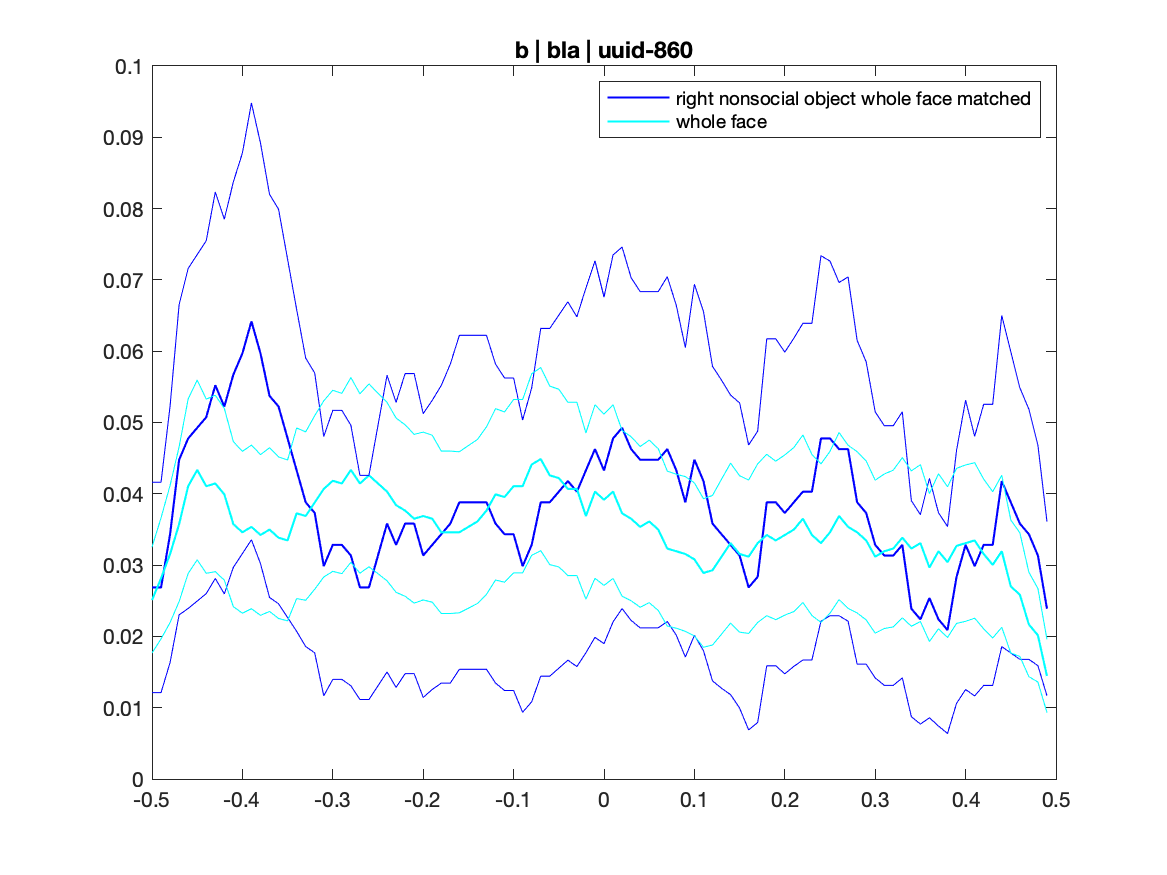 b | bla | uuid-860
right nonsocial object whole face matched
whole face
0.1
0.09
0.08
0.07
0.06
0.05
0.04
0.03
0.02
0.01
0
-0.5 -0.4 -0.3 -0.2 -0.1 0 0.1 0.2 0.3 0.4 0.5